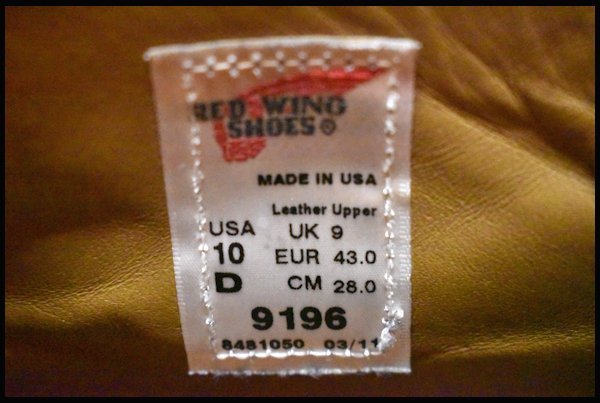 RED WING
SHOES®
MADE IN USA
Leather Upper
USA UK 9
10 EUR 43.0
D CM 28.0
9196
8481050 03/11